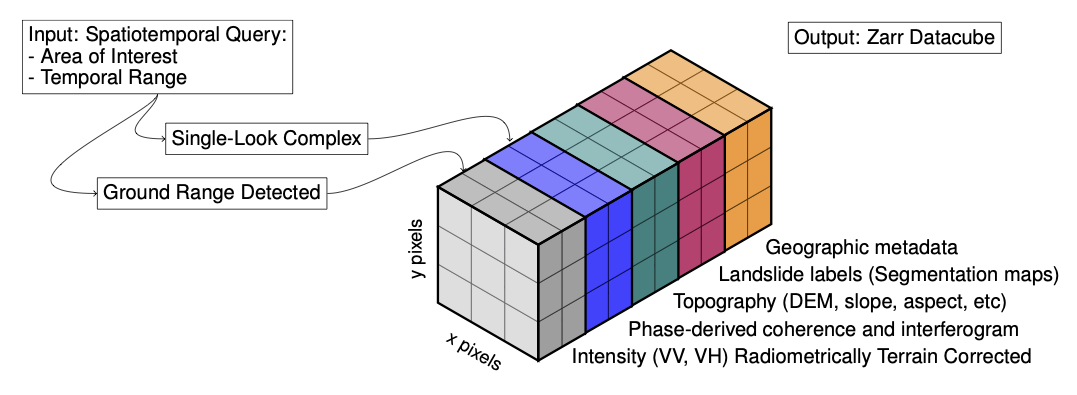 Input: Spatiotemporal Query:
- Area of Interest
- Temporal Range
Output: Zarr Datacube
Single-Look Complex
Ground Range Detected
y pixels
x pixels
Geographic metadata
Landslide labels (Segmentation maps)
Topography (DEM, slope, aspect, etc)
Phase-derived coherence and interferogram
Intensity (VV, VH) Radiometrically Terrain Corrected